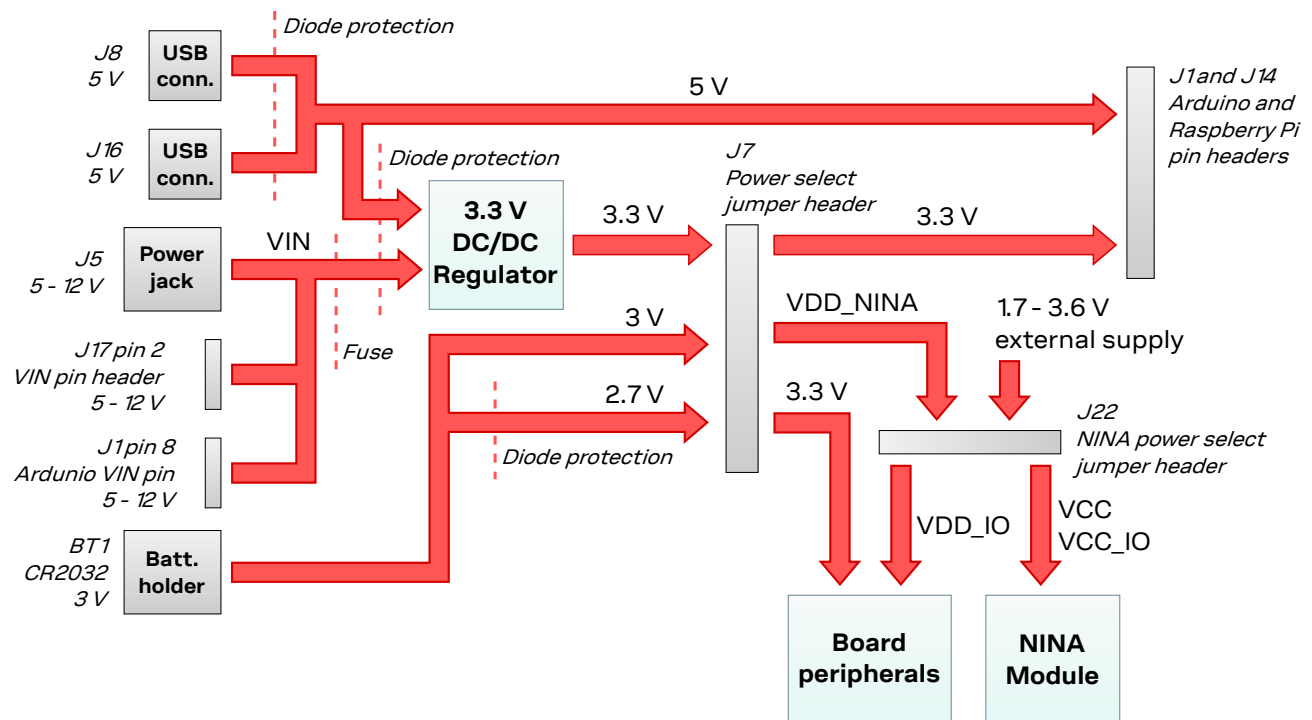 Diode protection
J8
5 V
USB
conn.
J16
5 V
USB
conn.
5 V
J1 and J14
Arduino and
Raspberry Pi
pin headers
Diode protection
J7
Power select
jumper header
J5
5 - 12 V
Power
jack
VIN
3.3 V
DC/DC
Regulator
3.3 V
3.3 V
Fuse
J17 pin 2
VIN pin header
5 - 12 V
3 V
VDD_NINA
1.7 - 3.6 V
external supply
2.7 V
3.3 V
J1 pin 8
Ardunio VIN pin
5 - 12 V
Diode protection
J22
NINA power select
jumper header
BT1
CR2032
3 V
Batt.
holder
VDD_IO
VCC
VCC_IO
Board
peripherals
NINA
Module